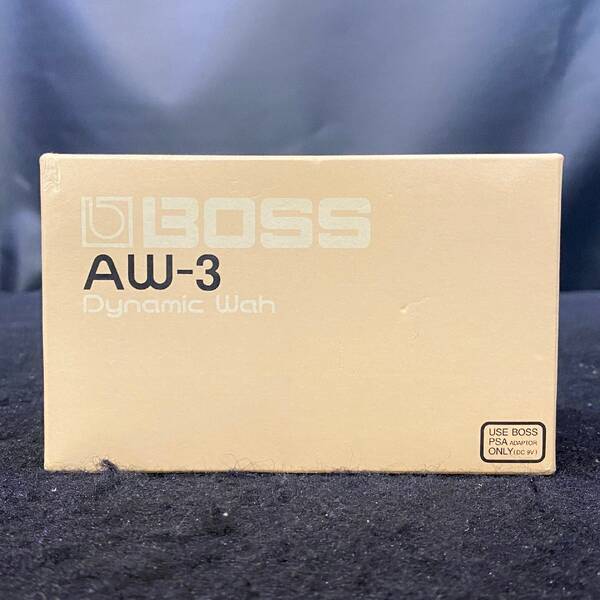 BOSS
AW-3
Dynamic Wah
USE BOSS
PSA ADAPTOR
ONLY(DC 9V)